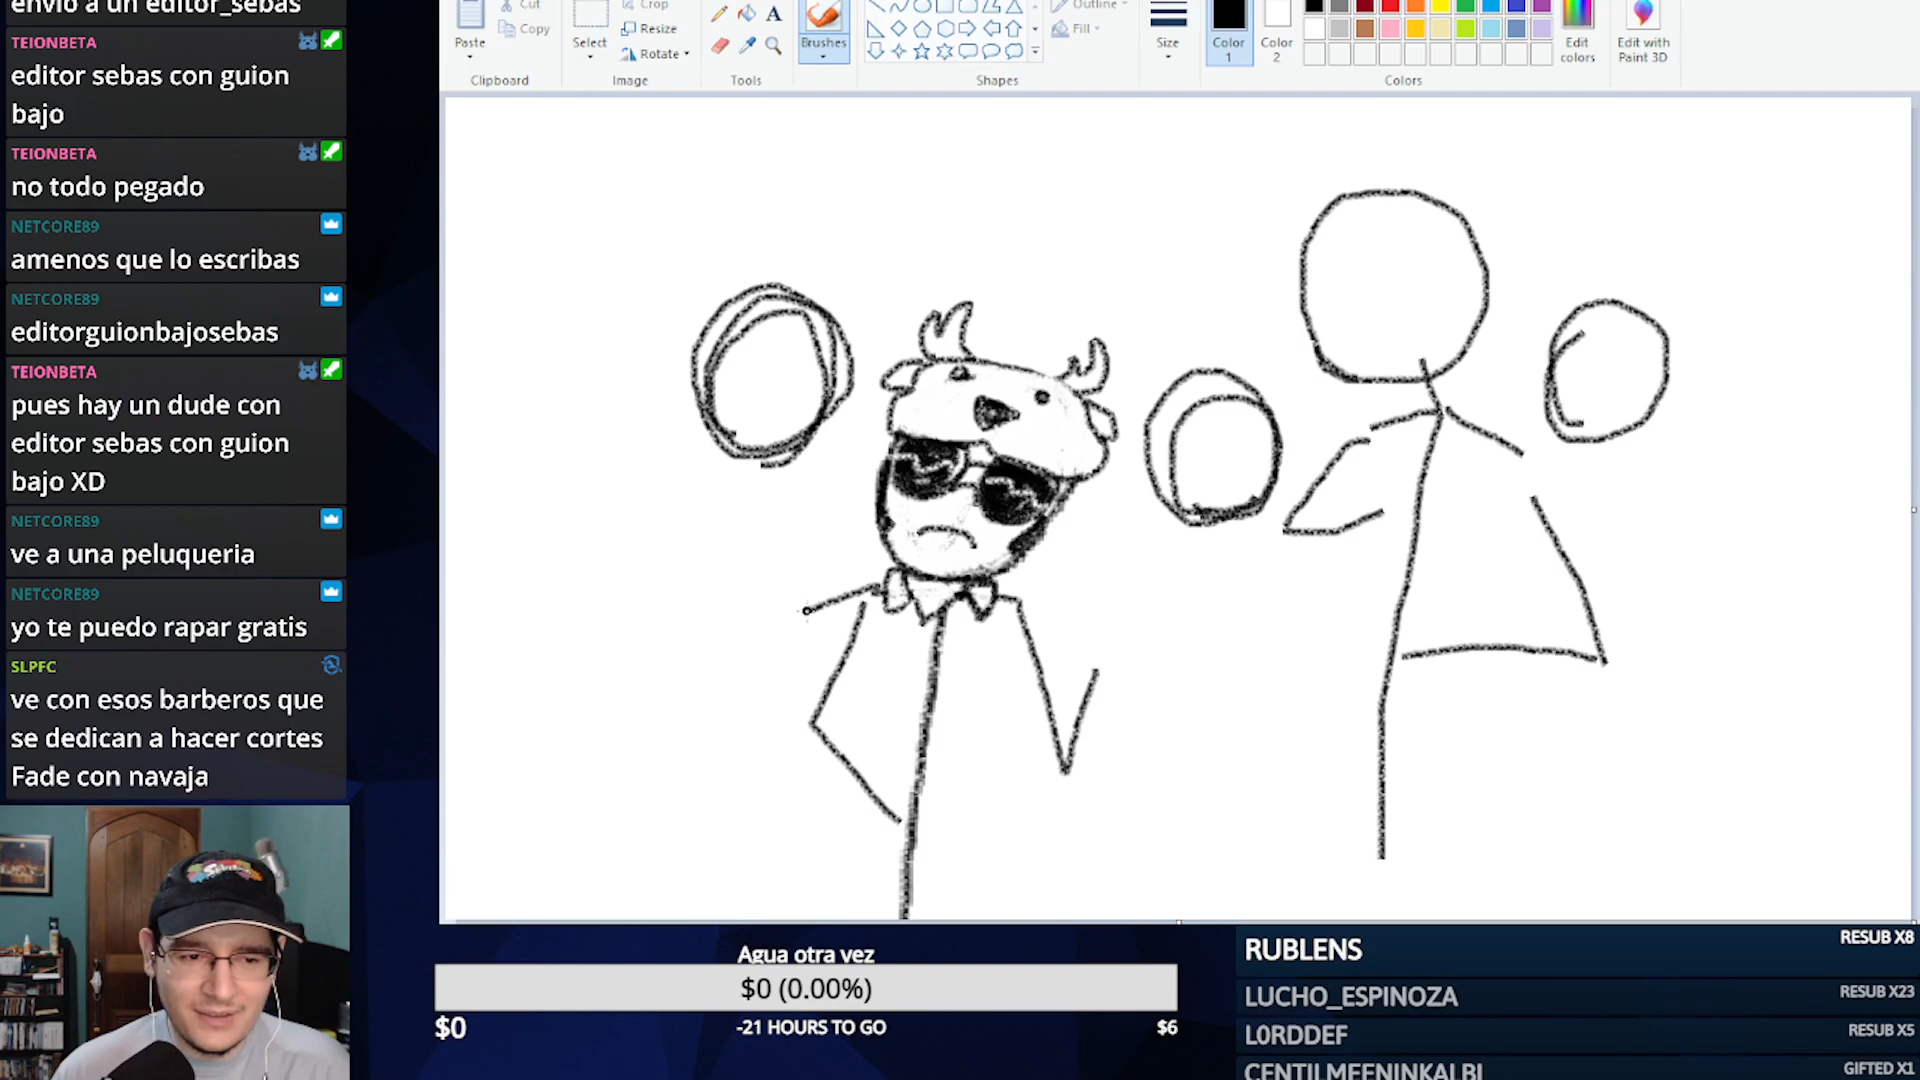 envio a un editor_sebas
TEIONBETA
editor sebas con guion
bajo
TEIONBETA
no todo pegado
NETCORE89
amenos que lo escribas
NETCORE89
editorguionbajosebas
TEIONBETA
pues hay un dude con
editor sebas con guion
bajo XD
NETCORE89
ve a una peluqueria
NETCORE89
yo te puedo rapar gratis
SLPFC
ve con esos barberos que
se dedican a hacer cortes
Fade con navaja
Cut
Crop
Outline
Copy
Resize
Fill
Paste
Select
Rotate
Brushes
Size
Color
1
Color
2
Edit
colors
Edit with
Paint 3D
Clipboard
Image
Tools
Shapes
Colors
Agua otra vez
$0 (0.00%)
$0
-21 HOURS TO GO
$6
RUBLENS
RESUB X8
LUCHO_ESPINOZA
RESUB X23
L0RDDEF
RESUB X5
GIFTED X1